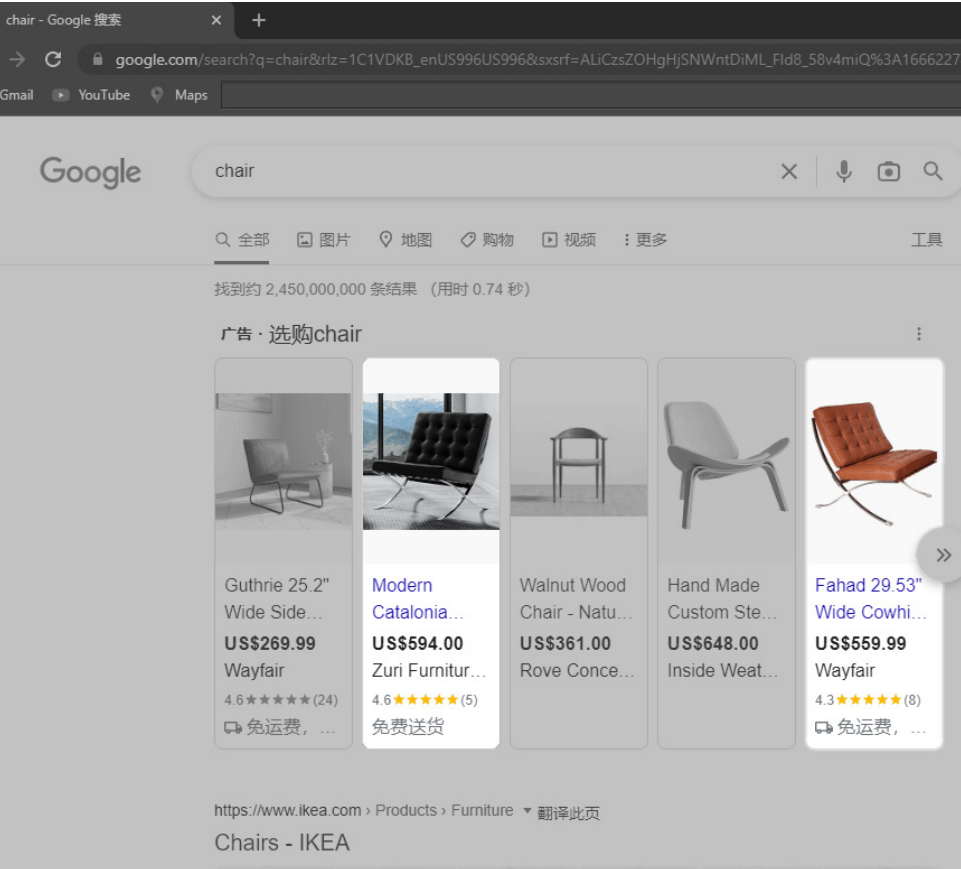 chair - Google 搜索
google.com/search?q=chair&rlz=1C1VDKB_enUS996US996&sxsrf=ALiCzsZOHgHjSNWntDiML_FId8_58v4miQ%3A1666227
Gmail YouTube Maps
Google chair
全部 图片 地图 购物 视频 更多 工具
找到约 2,450,000,000 条结果 （用时 0.74 秒）
广告 · 选购chair
Guthrie 25.2"
Wide Side...
US$269.99
Wayfair
4.6★★★★★(24)
免运费，...
Modern
Catalonia...
US$594.00
Zuri Furnitur...
4.6★★★★★(5)
免费送货
Walnut Wood
Chair - Natu...
US$361.00
Rove Conce...
Hand Made
Custom Ste...
US$648.00
Inside Weat...
Fahad 29.53"
Wide Cowhi...
US$559.99
Wayfair
4.3★★★★★(8)
免运费，...
https://www.ikea.com › Products › Furniture 翻译此页
Chairs - IKEA